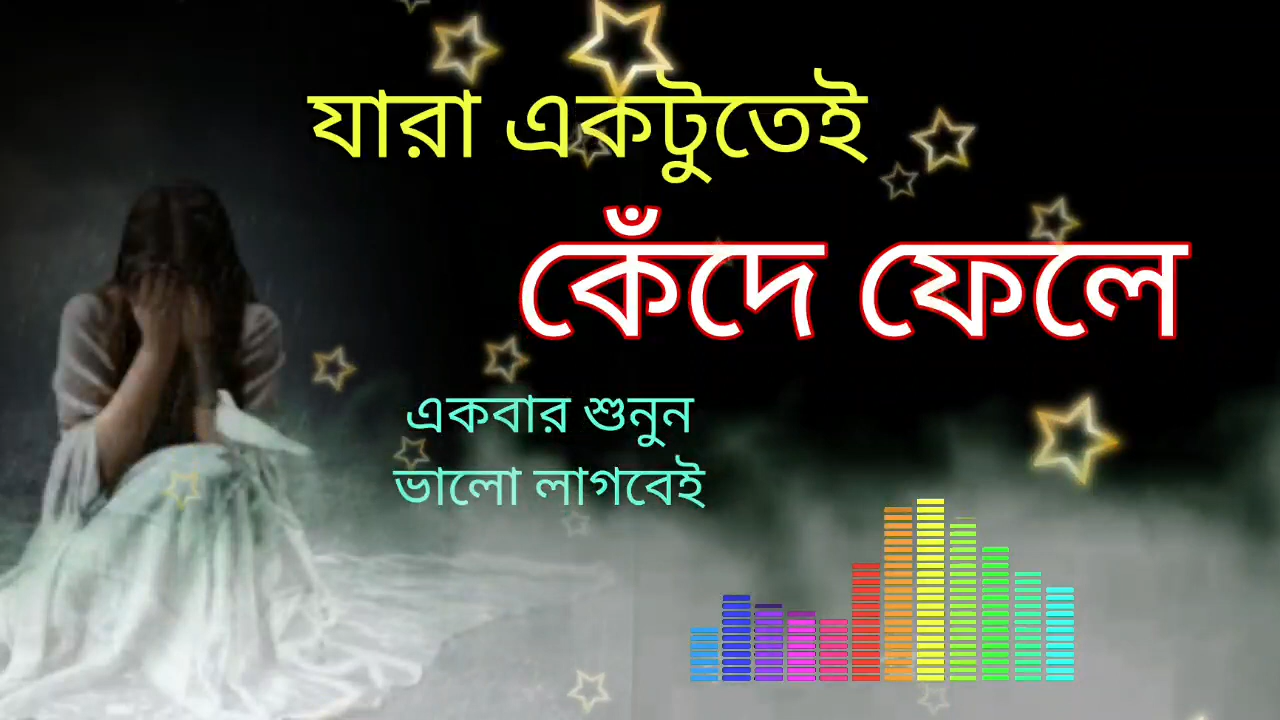 যারা একটুতেই
কেঁদে ফেলে
একবার শুনুন
ভালো লাগবেই